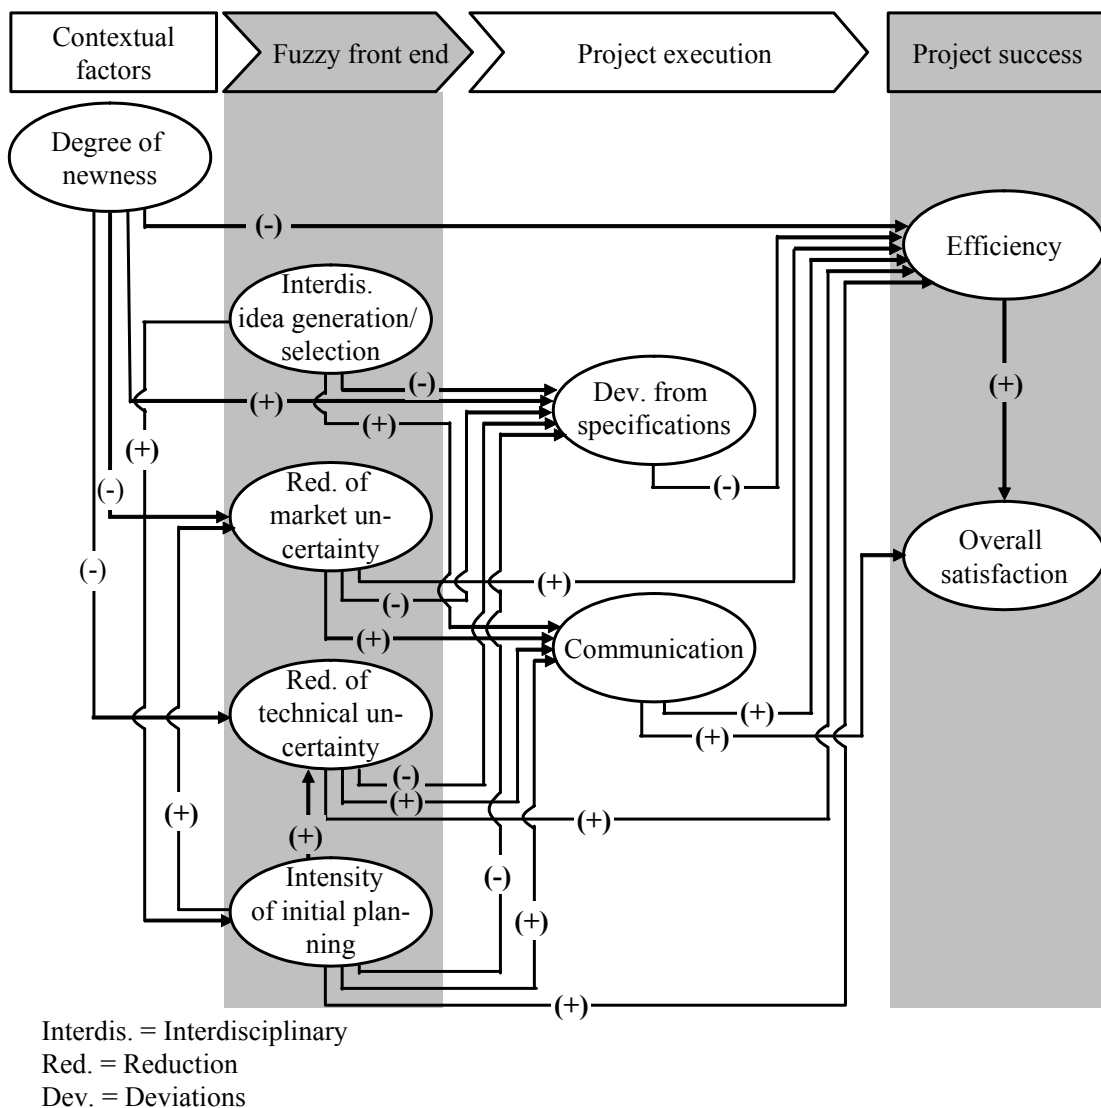 Contextual
factors
Fuzzy front end
Project execution
Project success
Degree of
newness
(-)
Efficiency
Interdis.
idea generation/
selection
(-)
(+)
(+)
(+)
(+)
Dev. from
specifications
(-)
(-)
Red. of
market un-
certainty
(-)
(+)
(-)
(+)
Overall
satisfaction
Communication
(+)
(+)
Red. of
technical un-
certainty
(-)
(+)
(+)
(+)
(+)
(-)
(+)
Intensity
of initial plan-
ning
(+)
Interdis. = Interdisciplinary
Red. = Reduction
Dev. = Deviations